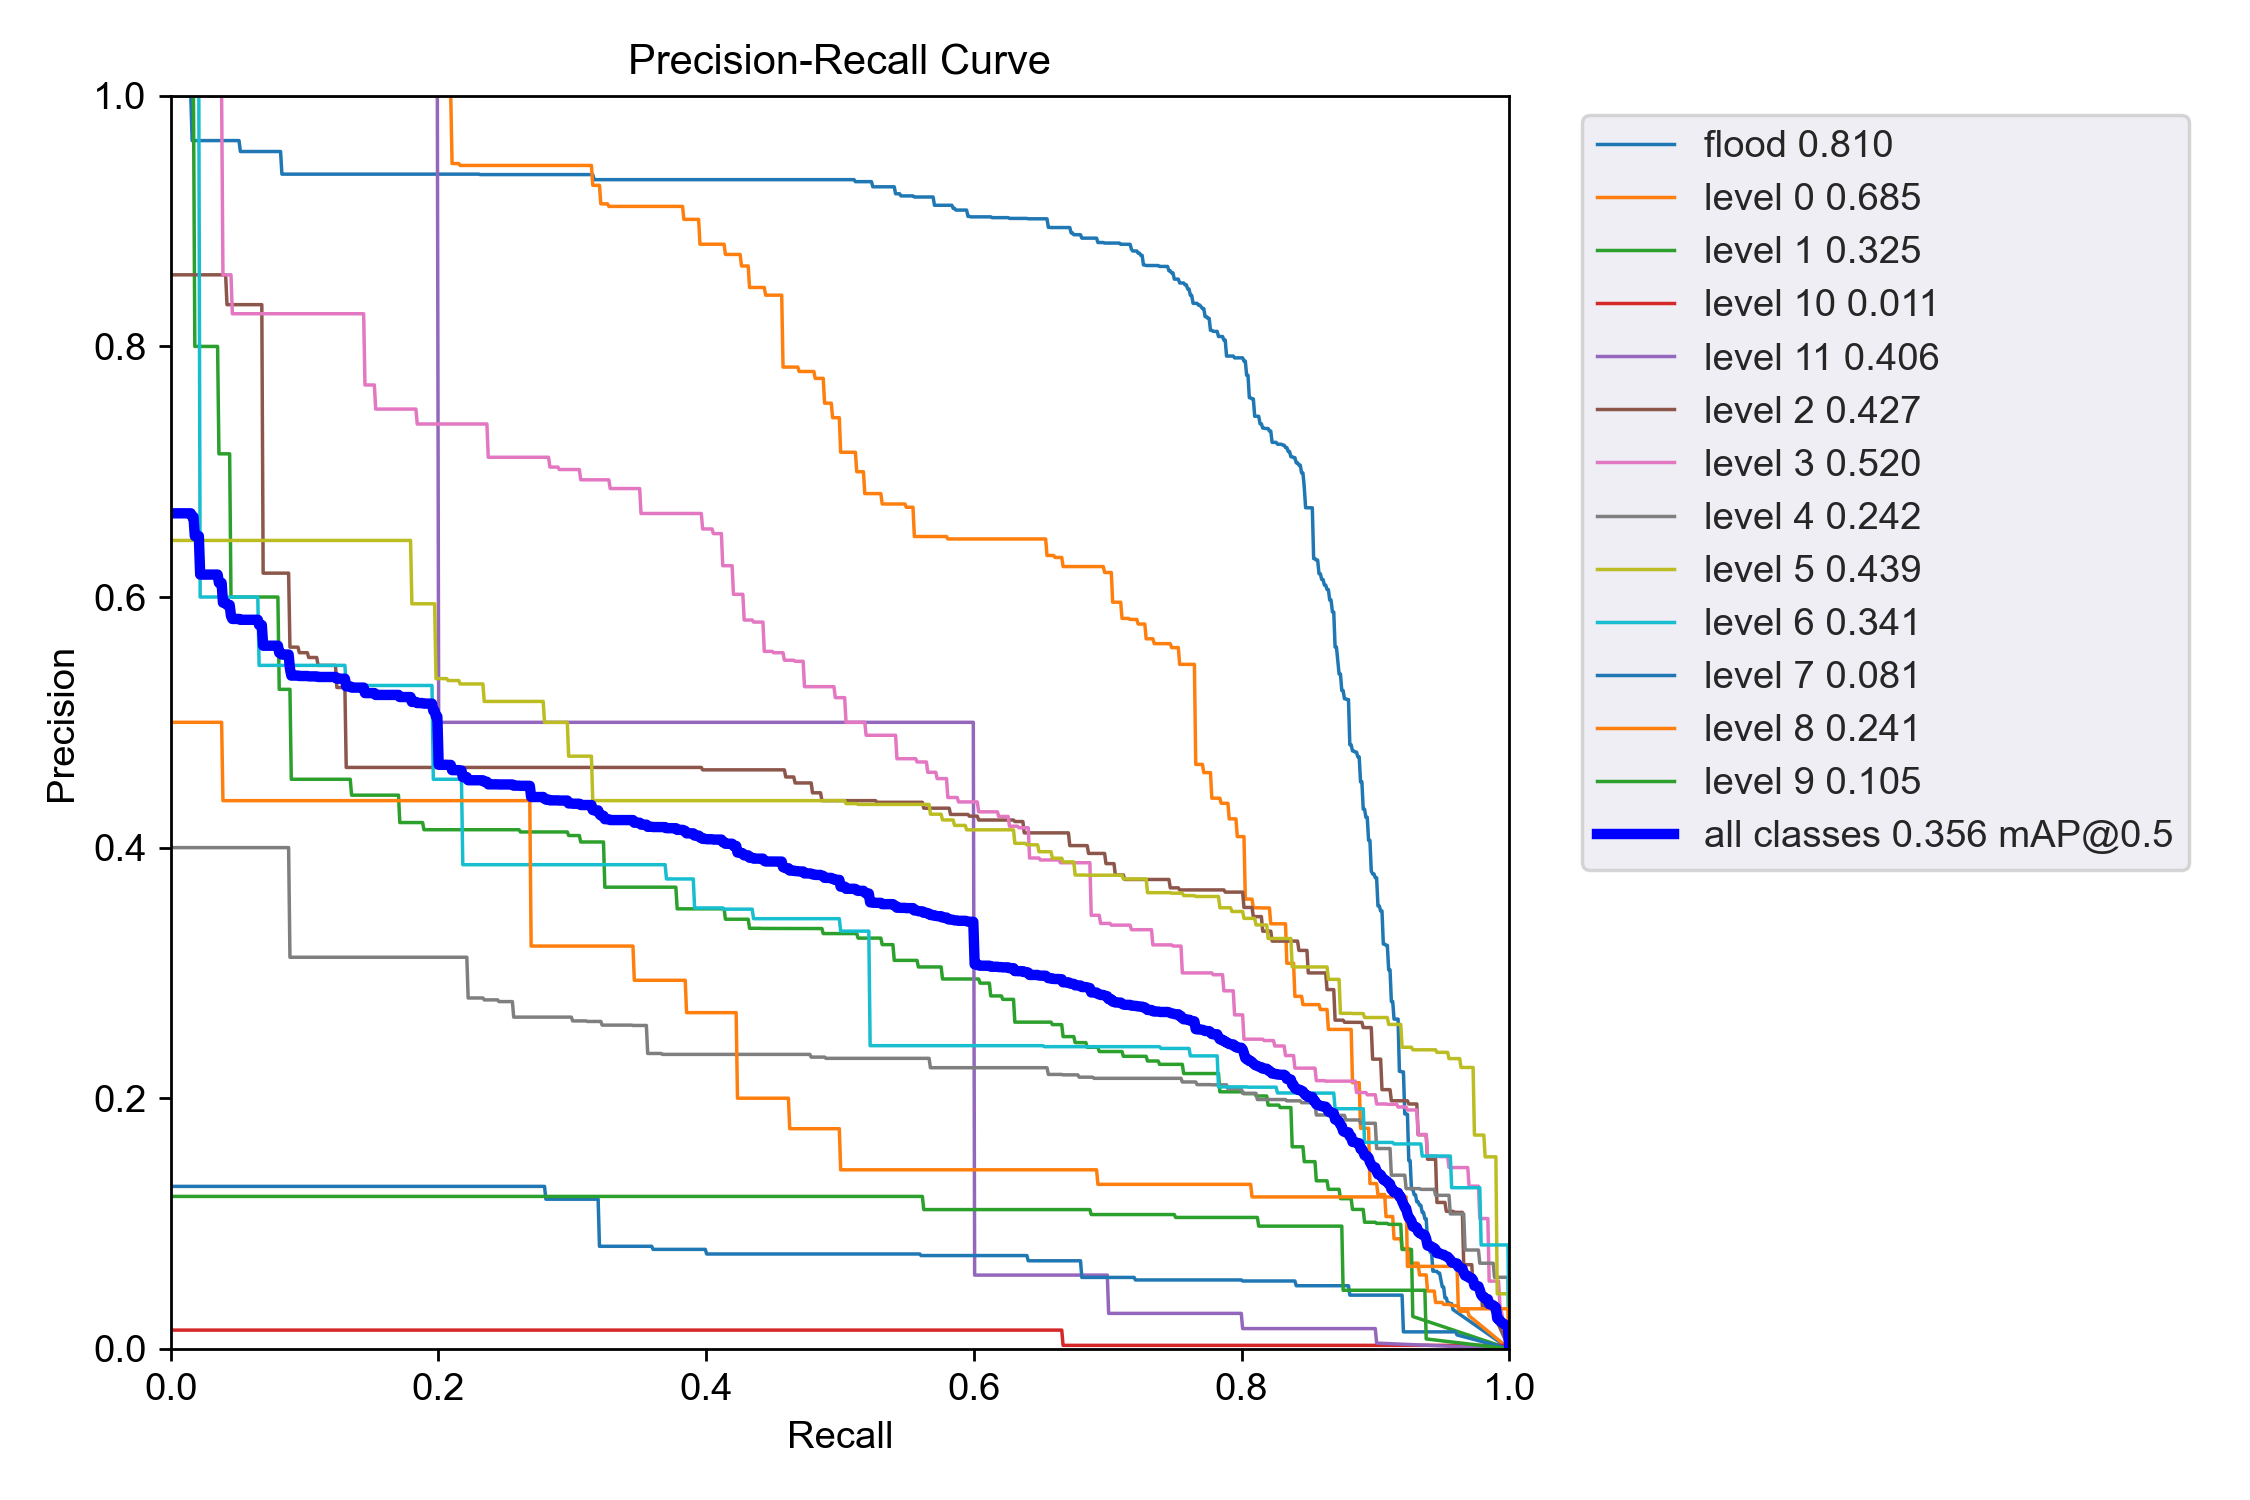 Precision-Recall Curve
1.0
0.8
0.6
0.4
0.2
0.0
Precision
0.0 0.2 0.4 0.6 0.8 1.0
Recall
flood 0.810
level 0 0.685
level 1 0.325
level 10 0.011
level 11 0.406
level 2 0.427
level 3 0.520
level 4 0.242
level 5 0.439
level 6 0.341
level 7 0.081
level 8 0.241
level 9 0.105
all classes 0.356 mAP@0.5